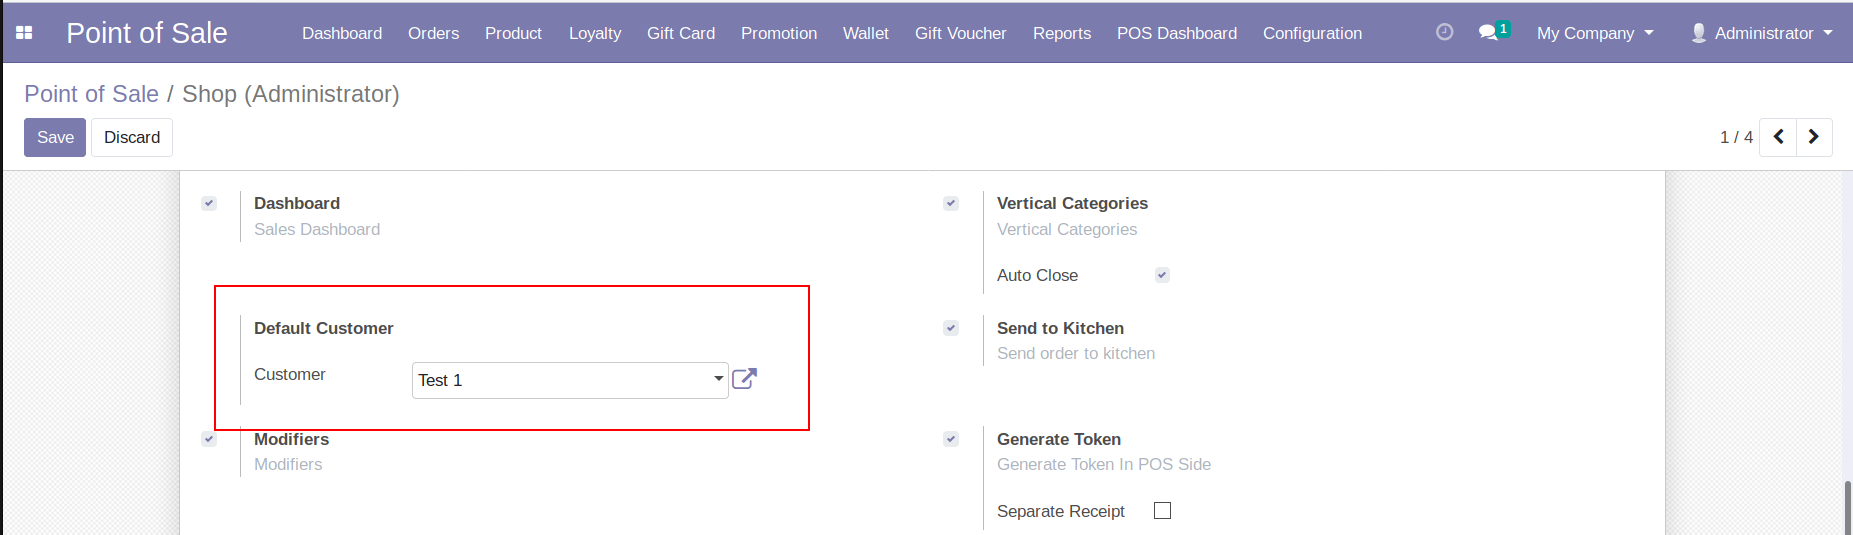 Point of Sale Dashboard Orders Product Loyalty Gift Card Promotion Wallet Gift Voucher Reports POS Dashboard Configuration 1 My Company Administrator
Point of Sale / Shop (Administrator)
Save Discard 1 / 4
Dashboard
Sales Dashboard
Vertical Categories
Vertical Categories
Auto Close
Default Customer
Customer Test 1
Send to Kitchen
Send order to kitchen
Modifiers
Modifiers
Generate Token
Generate Token In POS Side
Separate Receipt